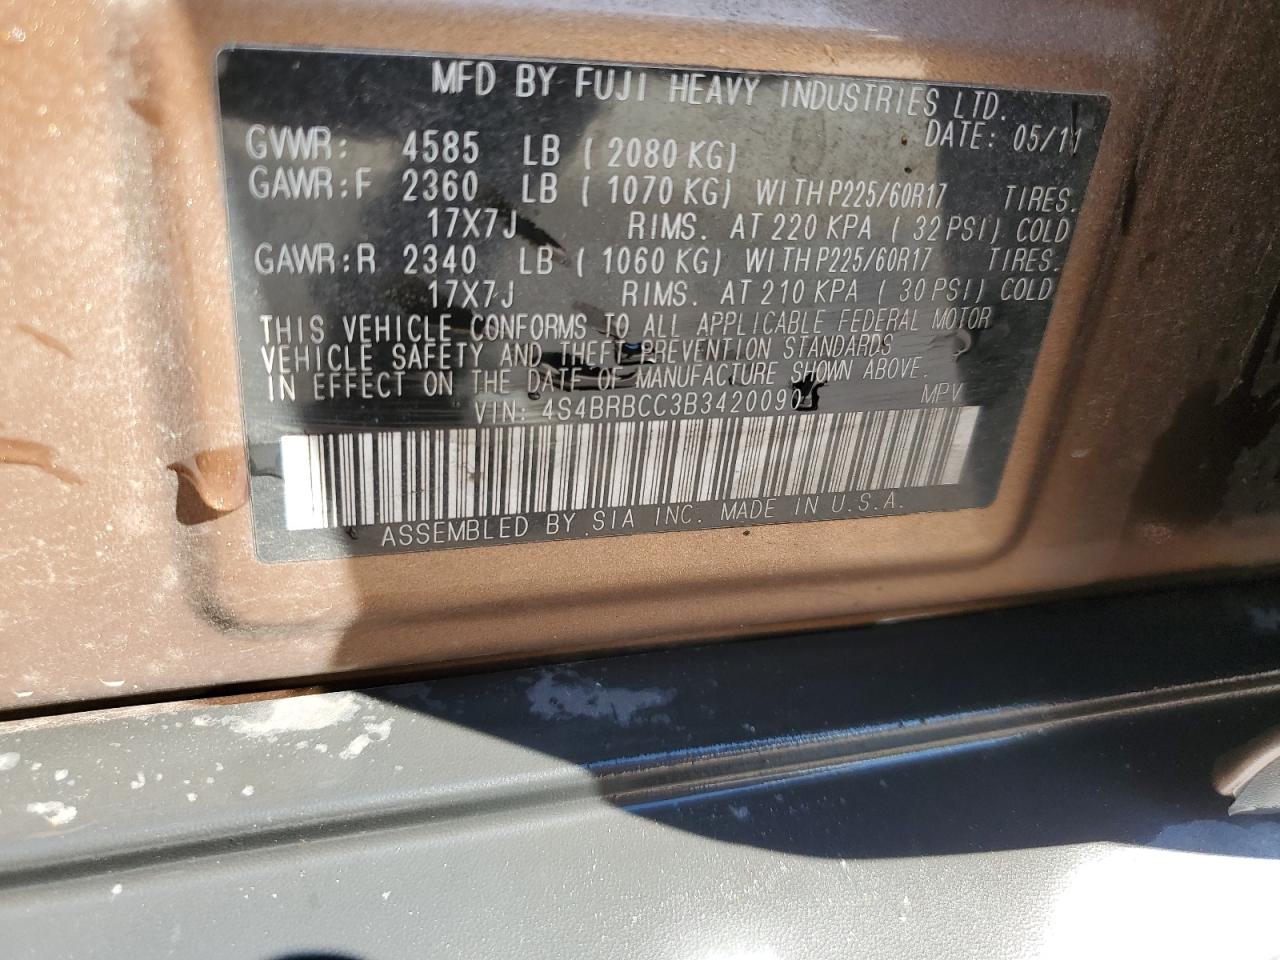 MFD BY FUJI HEAVY INDUSTRIES LTD.
DATE: 05/11
GVWR: 4585 LB ( 2080 KG)
GAWR:F 2360 LB ( 1070 KG) WITH P225/60R17 TIRES.
17X7J RIMS. AT 220 KPA ( 32 PSI) COLD
GAWR:R 2340 LB ( 1060 KG) WITH P225/60R17 TIRES.
17X7J RIMS. AT 210 KPA ( 30 PSI) COLD
THIS VEHICLE CONFORMS TO ALL APPLICABLE FEDERAL MOTOR
VEHICLE SAFETY AND THEFT PREVENTION STANDARDS
IN EFFECT ON THE DATE OF MANUFACTURE SHOWN ABOVE.
VIN: 4S4BRBCC3B3420090 MPV
ASSEMBLED BY SIA INC. MADE IN U.S.A.